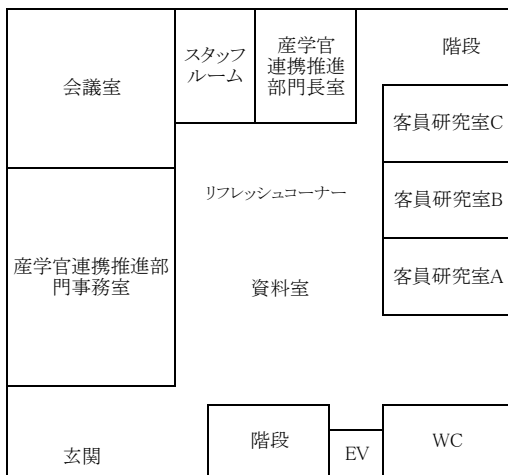 スタッフ
ルーム
産学官
連携推進
部門長室
階段
会議室
客員研究室C
リフレッシュコーナー
客員研究室B
産学官連携推進部
門事務室
資料室
客員研究室A
玄関
階段
EV
WC